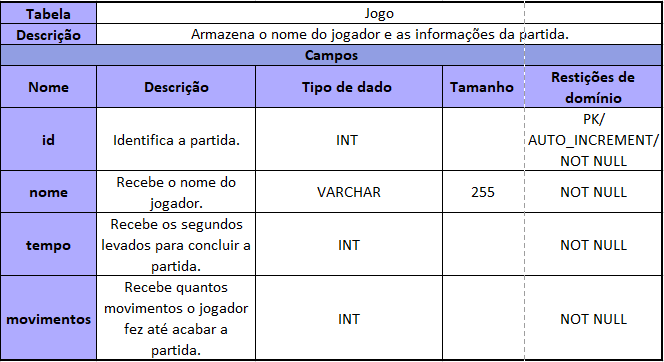 Tabela Jogo
Descrição Armazena o nome do jogador e as informações da partida.
Campos
Nome Descrição Tipo de dado Tamanho Restições de
domínio
id Identifica a partida. INT PK/
AUTO_INCREMENT/
NOT NULL
nome Recebe o nome do
jogador. VARCHAR 255 NOT NULL
tempo Recebe os segundos
levados para concluir a
partida. INT NOT NULL
movimentos Recebe quantos
movimentos o jogador
fez até acabar a
partida. INT NOT NULL